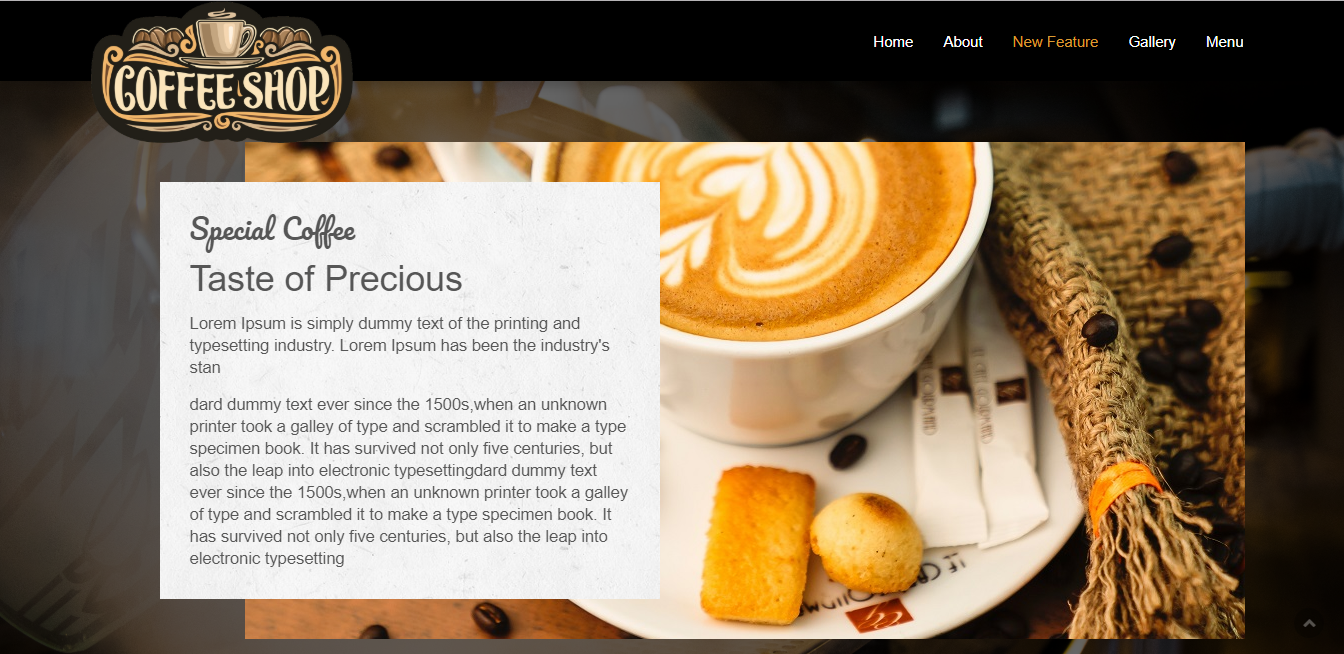 COFFEE SHOP
Home About New Feature Gallery Menu
Special Coffee
Taste of Precious
Lorem Ipsum is simply dummy text of the printing and
typesetting industry. Lorem Ipsum has been the industry's
stan
dard dummy text ever since the 1500s,when an unknown
printer took a galley of type and scrambled it to make a type
specimen book. It has survived not only five centuries, but
also the leap into electronic typesettingdard dummy text
ever since the 1500s,when an unknown printer took a galley
of type and scrambled it to make a type specimen book. It
has survived not only five centuries, but also the leap into
electronic typesetting